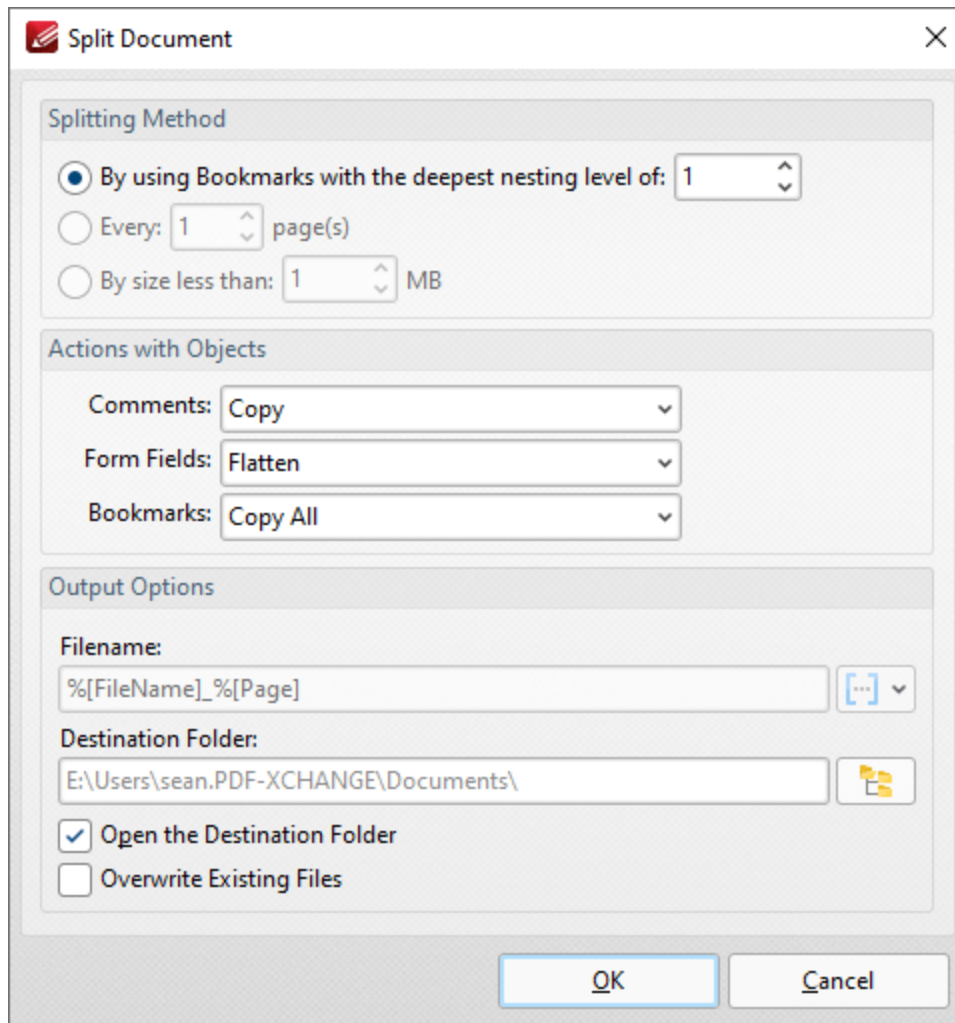 Split Document
Splitting Method
By using Bookmarks with the deepest nesting level of: 1
Every: 1 page(s)
By size less than: 1 MB
Actions with Objects
Comments: Copy
Form Fields: Flatten
Bookmarks: Copy All
Output Options
Filename:
%[FileName]_%[Page]
Destination Folder:
E:\Users\sean.PDF-XCHANGE\Documents\
Open the Destination Folder
Overwrite Existing Files
OK Cancel